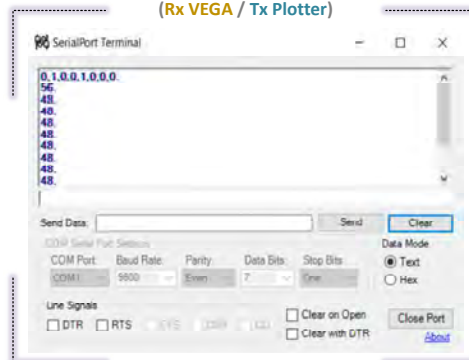 (Rx VEGA / Tx Plotter)
SerialPort Terminal
0,1,0,0,1,0,0,0.
56.
48.
48.
48.
48.
48.
48.
48.
48.
Send Data:
Send
Clear
COM Serial Port Settings
Data Mode
COM Port:
Baud Rate:
Parity:
Data Bits:
Stop Bits:
Text
COM1
9600
Even
7
One
Hex
Line Signals
DTR
RTS
CTS
DSR
CD
Clear on Open
Clear with DTR
Close Port
About